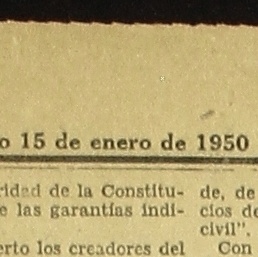 o 15 de enero de 1950
ridad de la Constitu-
e las garantías indi-
erto los creadores del
de, de
cios de
civil".
Con